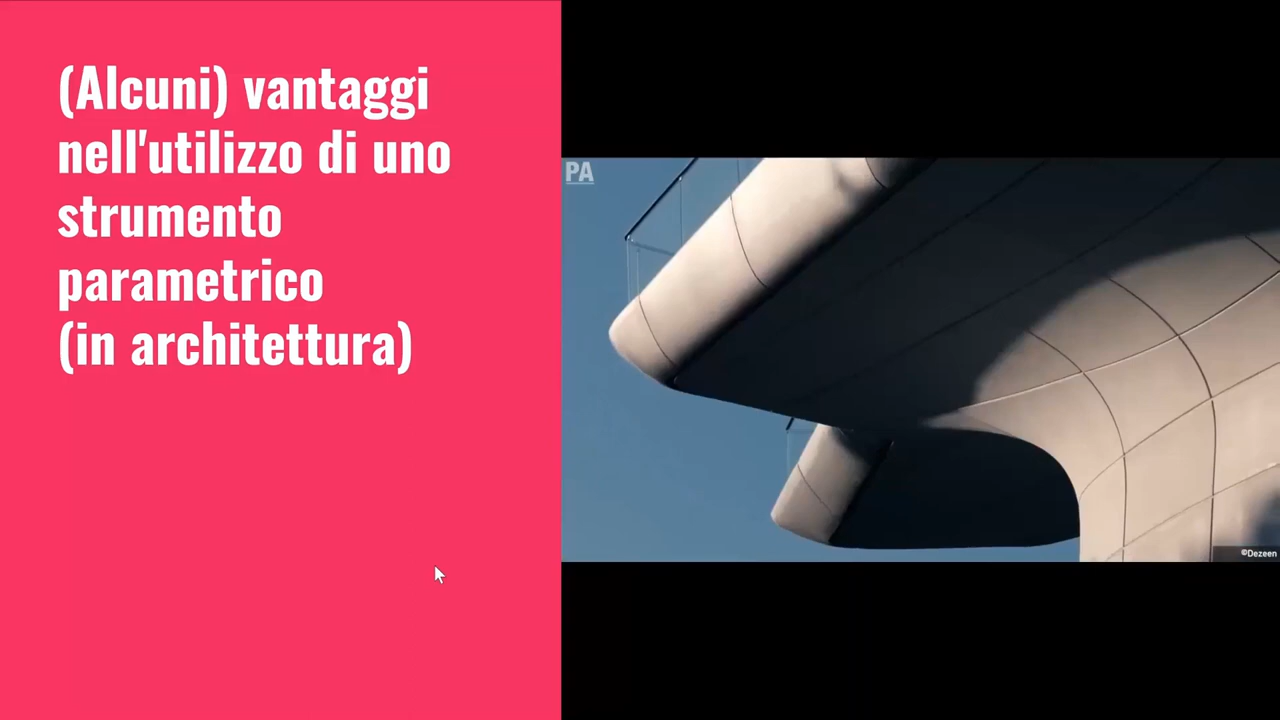 (Alcuni) vantaggi
nell'utilizzo di uno
strumento
parametrico
(in architettura)
PA
©Dezeen